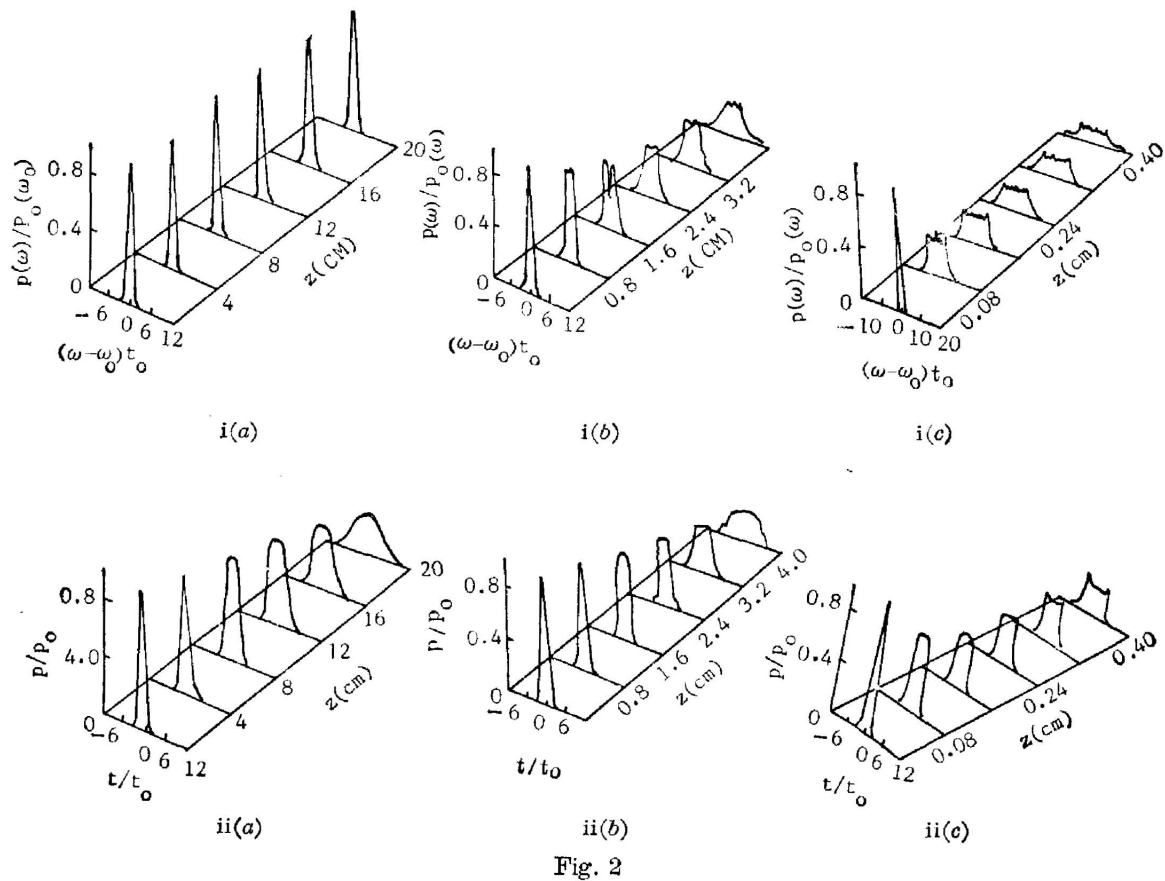 p(ω)/P₀(ω₀)
0.8
0.4
0
-6
0
6
12
(ω-ω₀)t₀
4
8
12
16
20
z(CM)
i(a)
p(ω)/p₀(ω)
0.8
0.4
0
-6
0
6
12
(ω-ω₀)t₀
0.8
1.6
2.4
3.2
z(CM)
i(b)
p(ω)/p₀(ω)
0.8
0.4
0
-10
0
10
20
(ω-ω₀)t₀
0.08
0.24
0.40
z(cm)
i(c)
p/p₀
0.8
4.0
0
-6
0
6
12
t/t₀
4
8
12
16
20
z(cm)
ii(a)
p/p₀
0.8
0.4
0
-6
0
6
t/t₀
0.8
1.6
2.4
3.2
4.0
z(cm)
ii(b)
p/p₀
0.8
0.4
0
-6
0
6
12
t/t₀
0.08
0.24
0.40
z(cm)
ii(c)
Fig. 2